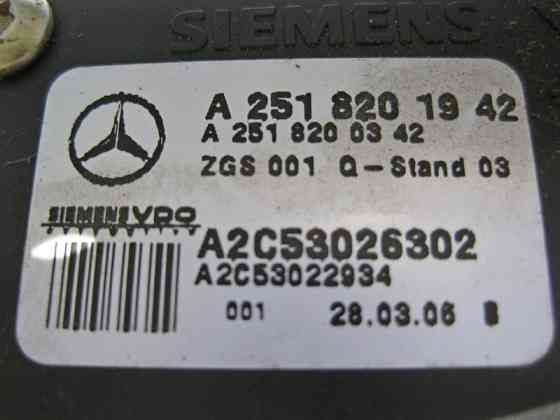 SIEMENS
A 251 820 19 42
A 251 820 03 42
ZGS 001 Q-Stand 03
SIEMENS VDO
A2C53026302
A2C53022934
001 28.03.06